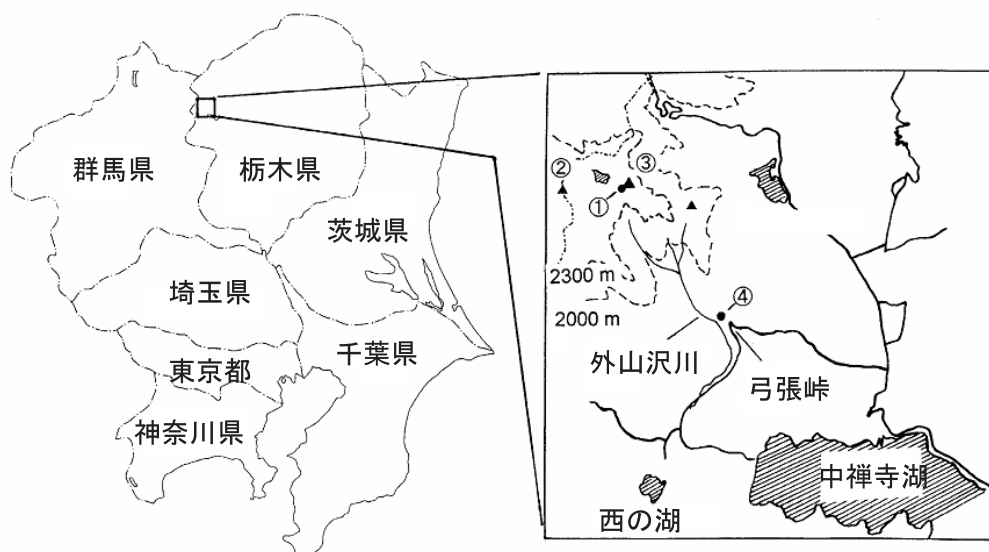 群馬県
栃木県
茨城県
埼玉県
千葉県
東京都
神奈川県
②
③
①
2300 m
2000 m
④
外山沢川
弓張峠
中禅寺湖
西の湖